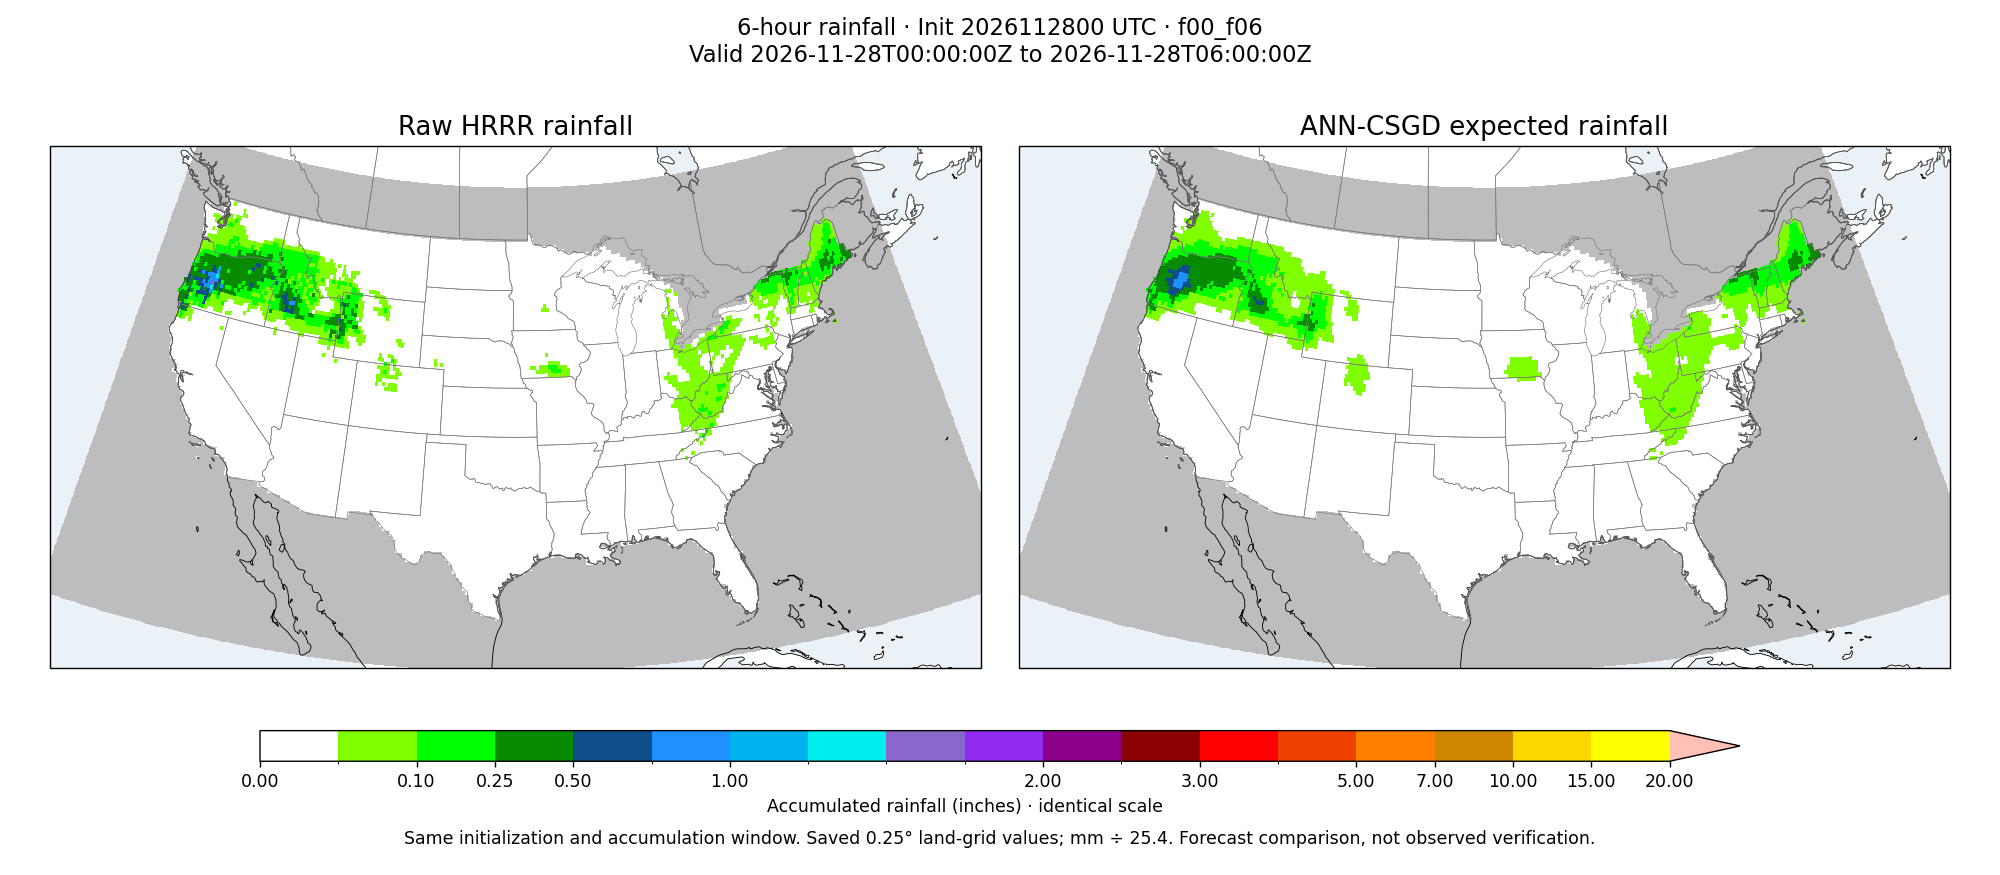 6-hour rainfall · Init 2026112800 UTC · f00_f06
Valid 2026-11-28T00:00:00Z to 2026-11-28T06:00:00Z
Raw HRRR rainfall
ANN-CSGD expected rainfall
0.00 0.10 0.25 0.50 1.00 2.00 3.00 5.00 7.00 10.00 15.00 20.00
Accumulated rainfall (inches) · identical scale
Same initialization and accumulation window. Saved 0.25° land-grid values; mm ÷ 25.4. Forecast comparison, not observed verification.